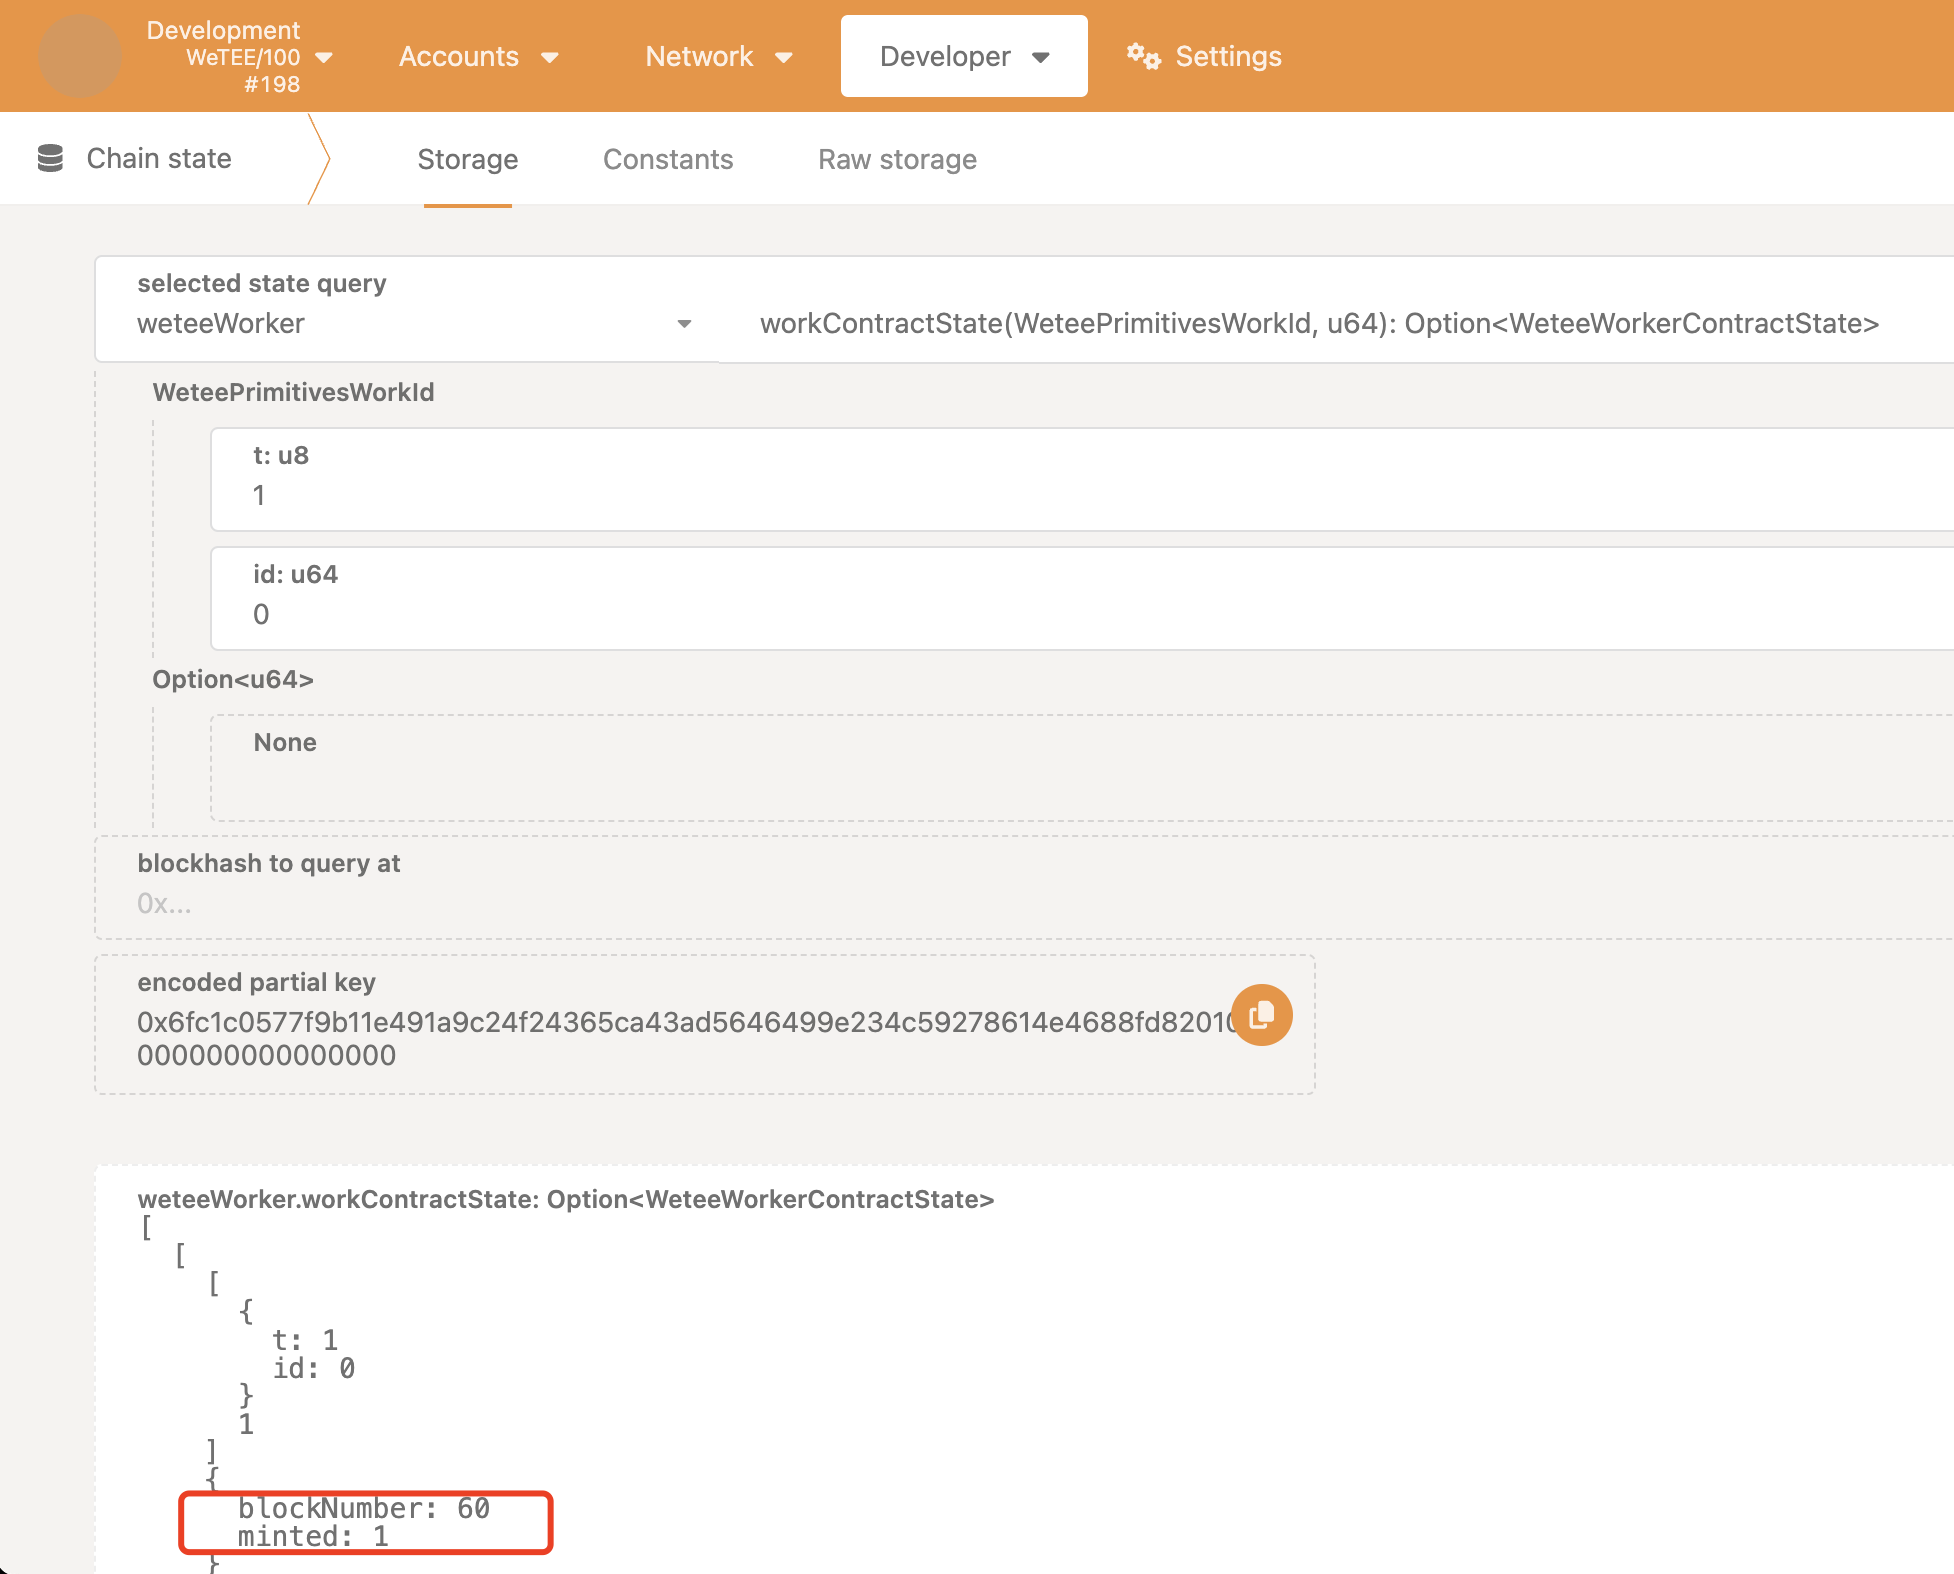 Development
WeTEE/100
#198
Accounts
Network
Developer
Settings
Chain state
Storage
Constants
Raw storage
selected state query
weteeWorker
workContractState(WeteePrimitivesWorkId, u64): Option<WeteeWorkerContractState>
WeteePrimitivesWorkId
t: u8
1
id: u64
0
Option<u64>
None
blockhash to query at
0x...
encoded partial key
0x6fc1c0577f9b11e491a9c24f24365ca43ad5646499e234c59278614e4688fd82010
000000000000000
weteeWorker.workContractState: Option<WeteeWorkerContractState>
[
[
[
{
t: 1
id: 0
}
1
]
{
blockNumber: 60
minted: 1
}